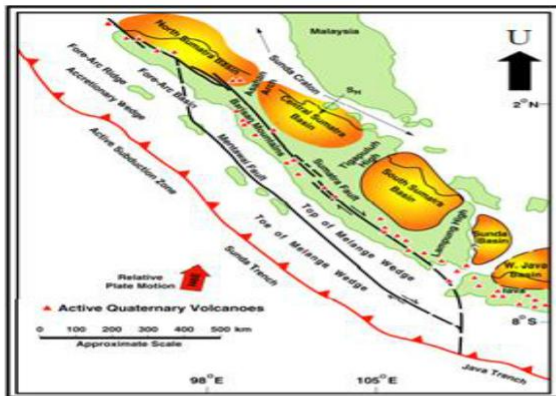 Malaysia
U
North Sumatra Basin
Sunda Craton
Fore-Arc Ridge
Accretionary Wedge
Fore-Arc Basin
SH
2°N
Central Sumatra
Basin
Barisan Mountains
Tigapuluh
High
Active Subduction Zone
Mentawai Fault
Sumatra Fault
South Sumatra
Basin
Lampung High
Sunda
Basin
Top of Melange Wedge
Toe of Melange Wedge
W. Java
Basin
Java
Sunda Trench
Relative
Plate Motion
Active Quaternary Volcanoes
0 100 200 300 400 500 km
Approximate Scale
8°S
Java Trench
98°E
105°E